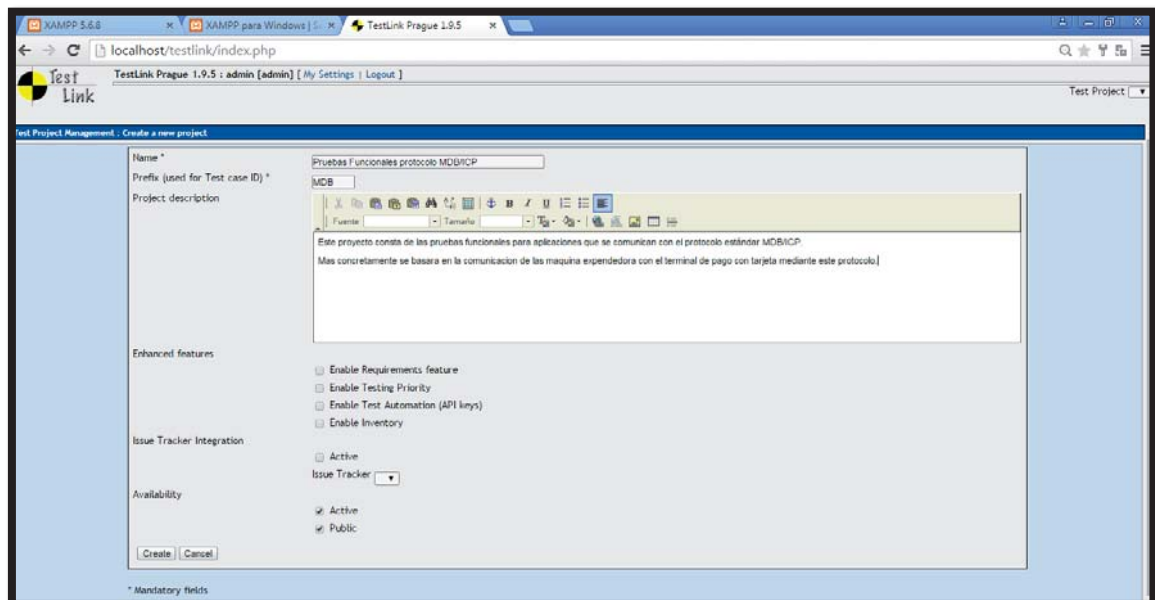 XAMPP 5.6.8
XAMPP para Windows
TestLink Prague 1.9.5
localhost/testlink/index.php
Test Link
TestLink Prague 1.9.5 : admin [admin] [ My Settings | Logout ]
Test Project
Test Project Management : Create a new project
Name *
Pruebas Funcionales protocolo MDB/ICP
Prefix (used for Test case ID) *
MDB
Project description
Fuente
Tamaño
Este proyecto consta de las pruebas funcionales para aplicaciones que se comunican con el protocolo estándar MDB/ICP.
Mas concretamente se basara en la comunicacion de las maquina expendedora con el terminal de pago con tarjeta mediante este protocolo.
Enhanced features
Enable Requirements feature
Enable Testing Priority
Enable Test Automation (API keys)
Enable Inventory
Issue Tracker Integration
Active
Issue Tracker
Availability
Active
Public
Create
Cancel
* Mandatory fields